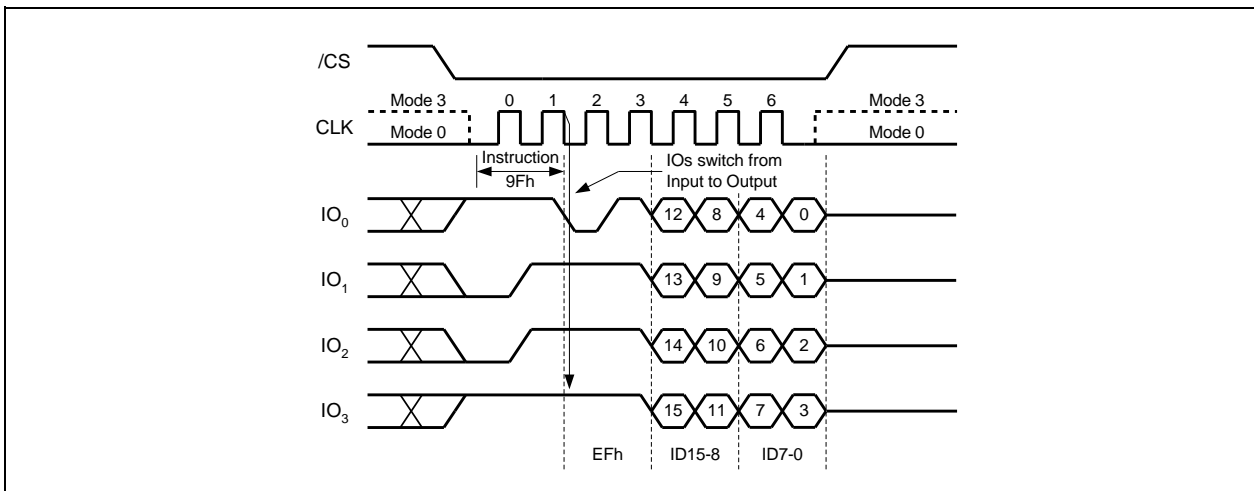 /CS
Mode 3 0 1 2 3 4 5 6 Mode 3
CLK
Mode 0 Mode 0
Instruction
9Fh
IOs switch from
Input to Output
IO0 12 8 4 0
IO1 13 9 5 1
IO2 14 10 6 2
IO3 15 11 7 3
EFh ID15-8 ID7-0